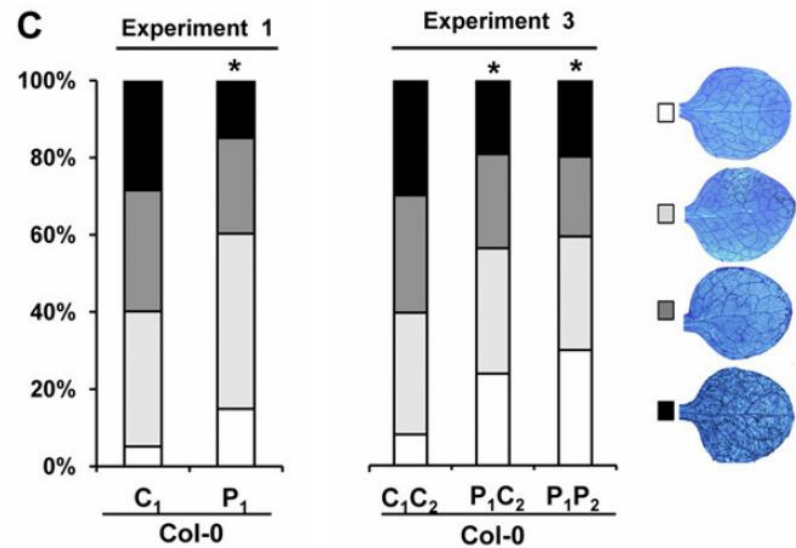 C
Experiment 1
Experiment 3
* * *
100%
80%
60%
40%
20%
0%
C₁ P₁
C₁C₂ P₁C₂ P₁P₂
Col-0
Col-0